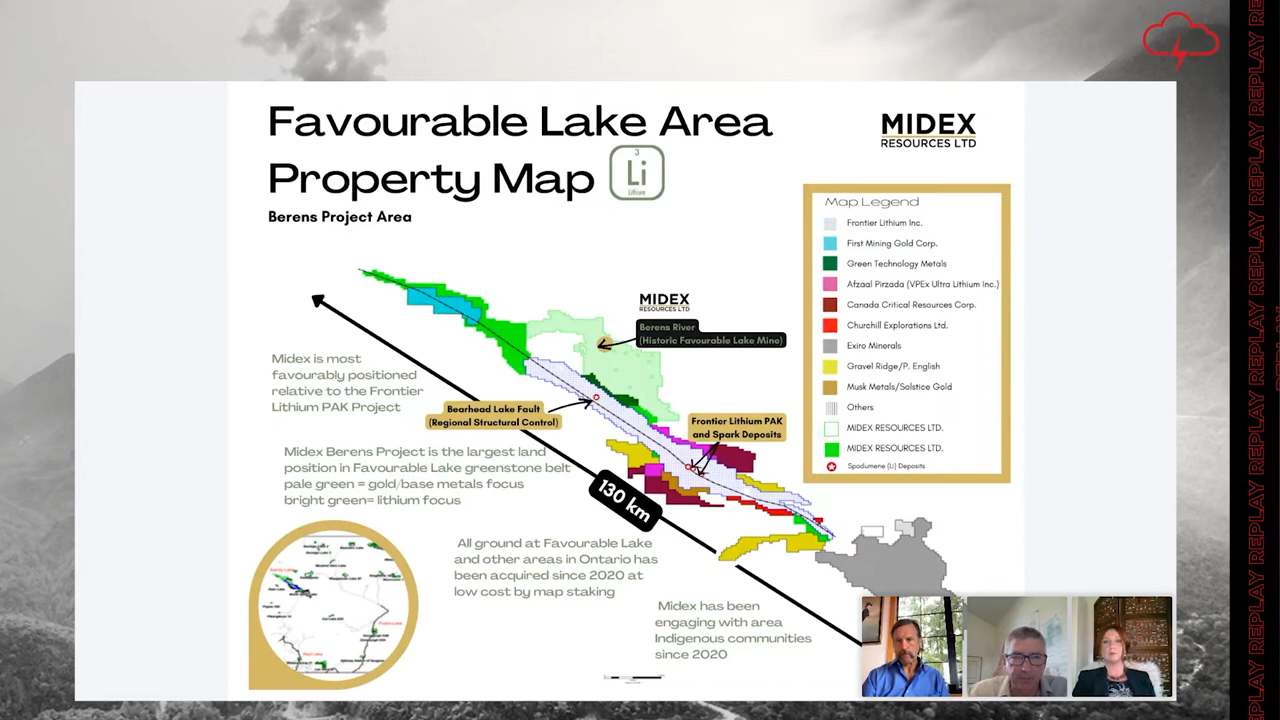 Favourable Lake Area
Property Map
3
Li
Lithium
Berens Project Area
MIDEX
RESOURCES LTD
Map Legend
Frontier Lithium Inc.
First Mining Gold Corp.
Green Technology Metals
Afzaal Pirzada (VPEx Ultra Lithium Inc.)
Canada Critical Resources Corp.
Churchill Explorations Ltd.
Exiro Minerals
Gravel Ridge/P. English
Musk Metals/Solstice Gold
Others
MIDEX RESOURCES LTD.
MIDEX RESOURCES LTD.
Spodumene (Li) Deposits
MIDEX
RESOURCES LTD
Berens River
(Historic Favourable Lake Mine)
Midex is most
favourably positioned
relative to the Frontier
Lithium PAK Project
Bearhead Lake Fault
(Regional Structural Control)
Frontier Lithium PAK
and Spark Deposits
Midex Berens Project is the largest land
position in Favourable Lake greenstone belt
pale green = gold/base metals focus
bright green= lithium focus
130 km
All ground at Favourable Lake
and other areas in Ontario has
been acquired since 2020 at
low cost by map staking
Midex has been
engaging with area
Indigenous communities
since 2020
REPLAY REPLAY REPLAY REPLAY REPLAY REPLAY REPLAY REPLAY